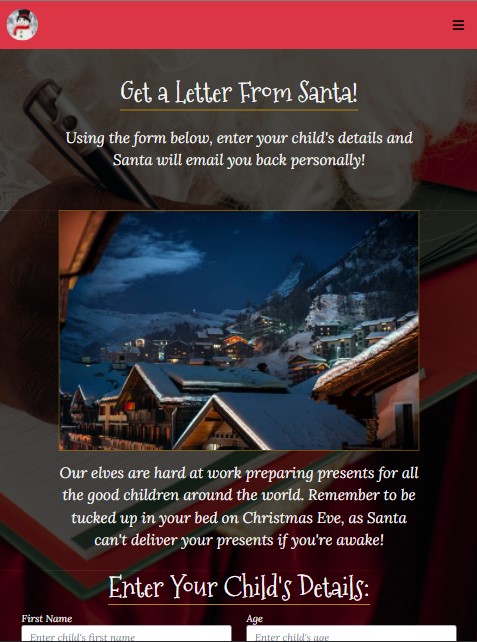 Get a Letter From Santa!
Using the form below, enter your child's details and
Santa will email you back personally!
Our elves are hard at work preparing presents for all
the good children around the world. Remember to be
tucked up in your bed on Christmas Eve, as Santa
can't deliver your presents if you're awake!
Enter Your Child's Details:
First Name
Age
Enter child's first name
Enter child's age